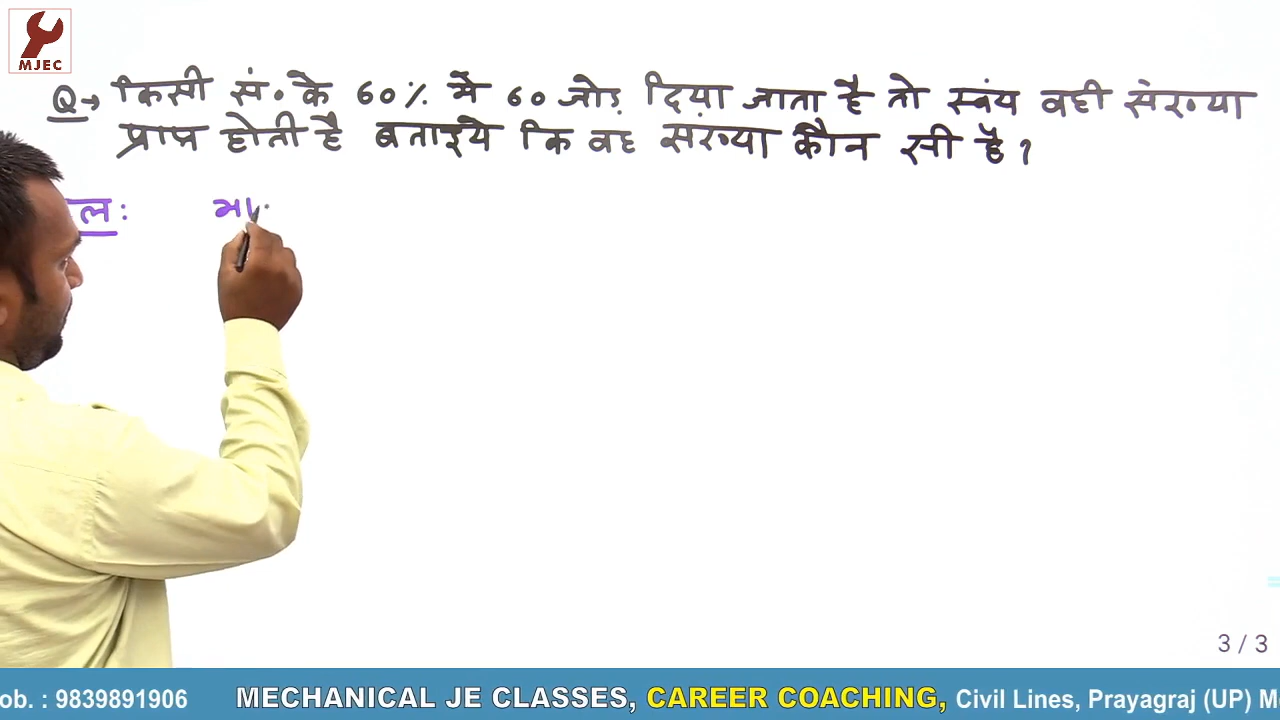 MJEC
Q→ किसी सं० के 60% में 60 जोड़ दिया जाता है तो स्वंय वही संख्या
प्राप्त होती है बताइये कि वह संख्या कौन सी है ?
ल: मा
3 / 3
ob. : 9839891906 MECHANICAL JE CLASSES, CAREER COACHING, Civil Lines, Prayagraj (UP) M